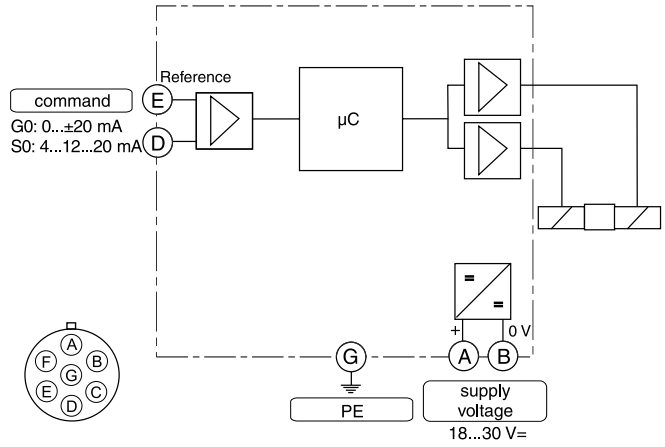 Reference
E
command
G0: 0...±20 mA
D
S0: 4...12...20 mA
µC
=
=
+
0 V
G
A
B
PE
supply
voltage
18...30 V=
A
F
B
G
E
C
D